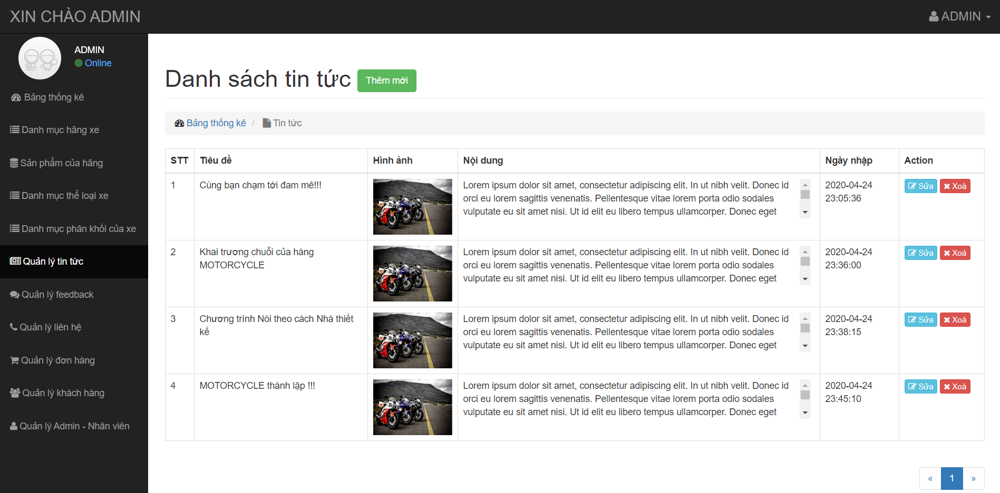 XIN CHÀO ADMIN
ADMIN
ADMIN
Online
Bảng thống kê
Danh mục hãng xe
Sản phẩm của hãng
Danh mục thể loại xe
Danh mục phân khối của xe
Quản lý tin tức
Quản lý feedback
Quản lý liên hệ
Quản lý đơn hàng
Quản lý khách hàng
Quản lý Admin - Nhân viên
Danh sách tin tức Thêm mới
Bảng thống kê / Tin tức
STT Tiêu đề Hình ảnh Nội dung Ngày nhập Action
1 Cùng bạn chạm tới đam mê!!! Lorem ipsum dolor sit amet, consectetur adipiscing elit. In ut nibh velit. Donec id 2020-04-24 Sửa Xoá
orci eu lorem sagittis venenatis. Pellentesque vitae lorem porta odio sodales 23:05:36
vulputate eu sit amet nisi. Ut id elit eu libero tempus ullamcorper. Donec eget
2 Khai trương chuỗi của hàng Lorem ipsum dolor sit amet, consectetur adipiscing elit. In ut nibh velit. Donec id 2020-04-24 Sửa Xoá
MOTORCYCLE orci eu lorem sagittis venenatis. Pellentesque vitae lorem porta odio sodales 23:36:00
vulputate eu sit amet nisi. Ut id elit eu libero tempus ullamcorper. Donec eget
3 Chương trình Nói theo cách Nhà thiết Lorem ipsum dolor sit amet, consectetur adipiscing elit. In ut nibh velit. Donec id 2020-04-24 Sửa Xoá
kế orci eu lorem sagittis venenatis. Pellentesque vitae lorem porta odio sodales 23:38:15
vulputate eu sit amet nisi. Ut id elit eu libero tempus ullamcorper. Donec eget
4 MOTORCYCLE thành lập !!! Lorem ipsum dolor sit amet, consectetur adipiscing elit. In ut nibh velit. Donec id 2020-04-24 Sửa Xoá
orci eu lorem sagittis venenatis. Pellentesque vitae lorem porta odio sodales 23:45:10
vulputate eu sit amet nisi. Ut id elit eu libero tempus ullamcorper. Donec eget
« 1 »